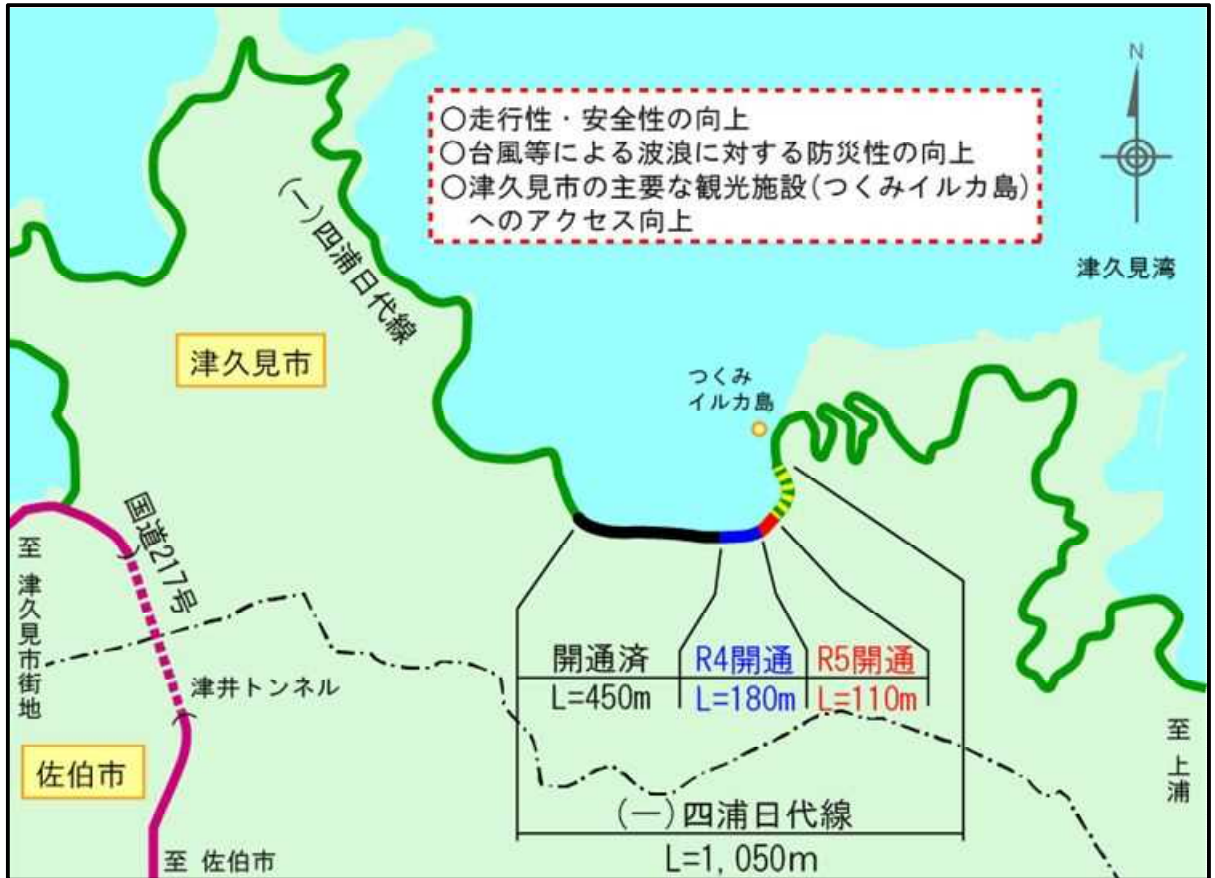 ○走行性・安全性の向上
○台風等による波浪に対する防災性の向上
○津久見市の主要な観光施設(つくみイルカ島)
へのアクセス向上
N
津久見湾
(一)四浦日代線
津久見市
つくみ
イルカ島
国道217号
至 津久見市街地
津井トンネル
佐伯市
至 佐伯市
開通済
L=450m
R4開通
L=180m
R5開通
L=110m
(一)四浦日代線
L=1,050m
至 上浦